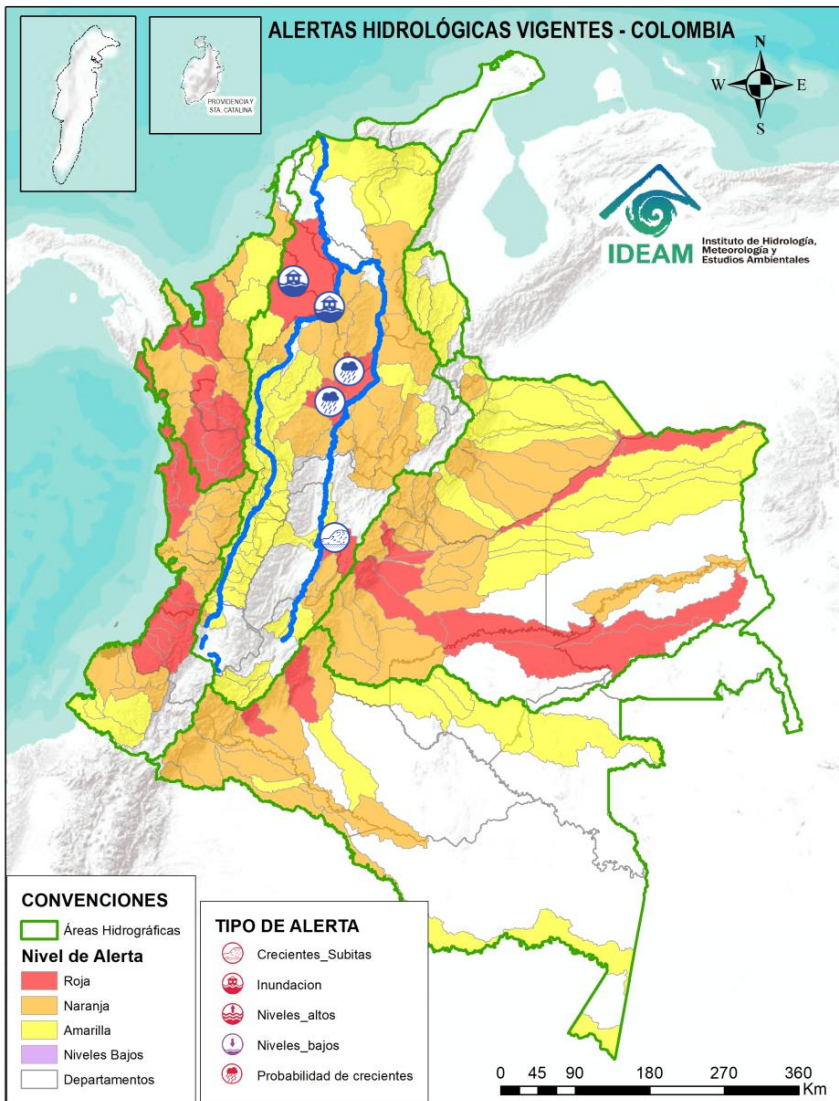 ALERTAS HIDROLÓGICAS VIGENTES - COLOMBIA
PROVIDENCIA Y
STA. CATALINA
N
W
E
S
IDEAM
Instituto de Hidrología,
Meteorología y
Estudios Ambientales
CONVENCIONES
Áreas Hidrográficas
Nivel de Alerta
Roja
Naranja
Amarilla
Niveles Bajos
Departamentos
TIPO DE ALERTA
Crecientes_Subitas
Inundacion
Niveles_altos
Niveles_bajos
Probabilidad de crecientes
0 45 90 180 270 360
Km